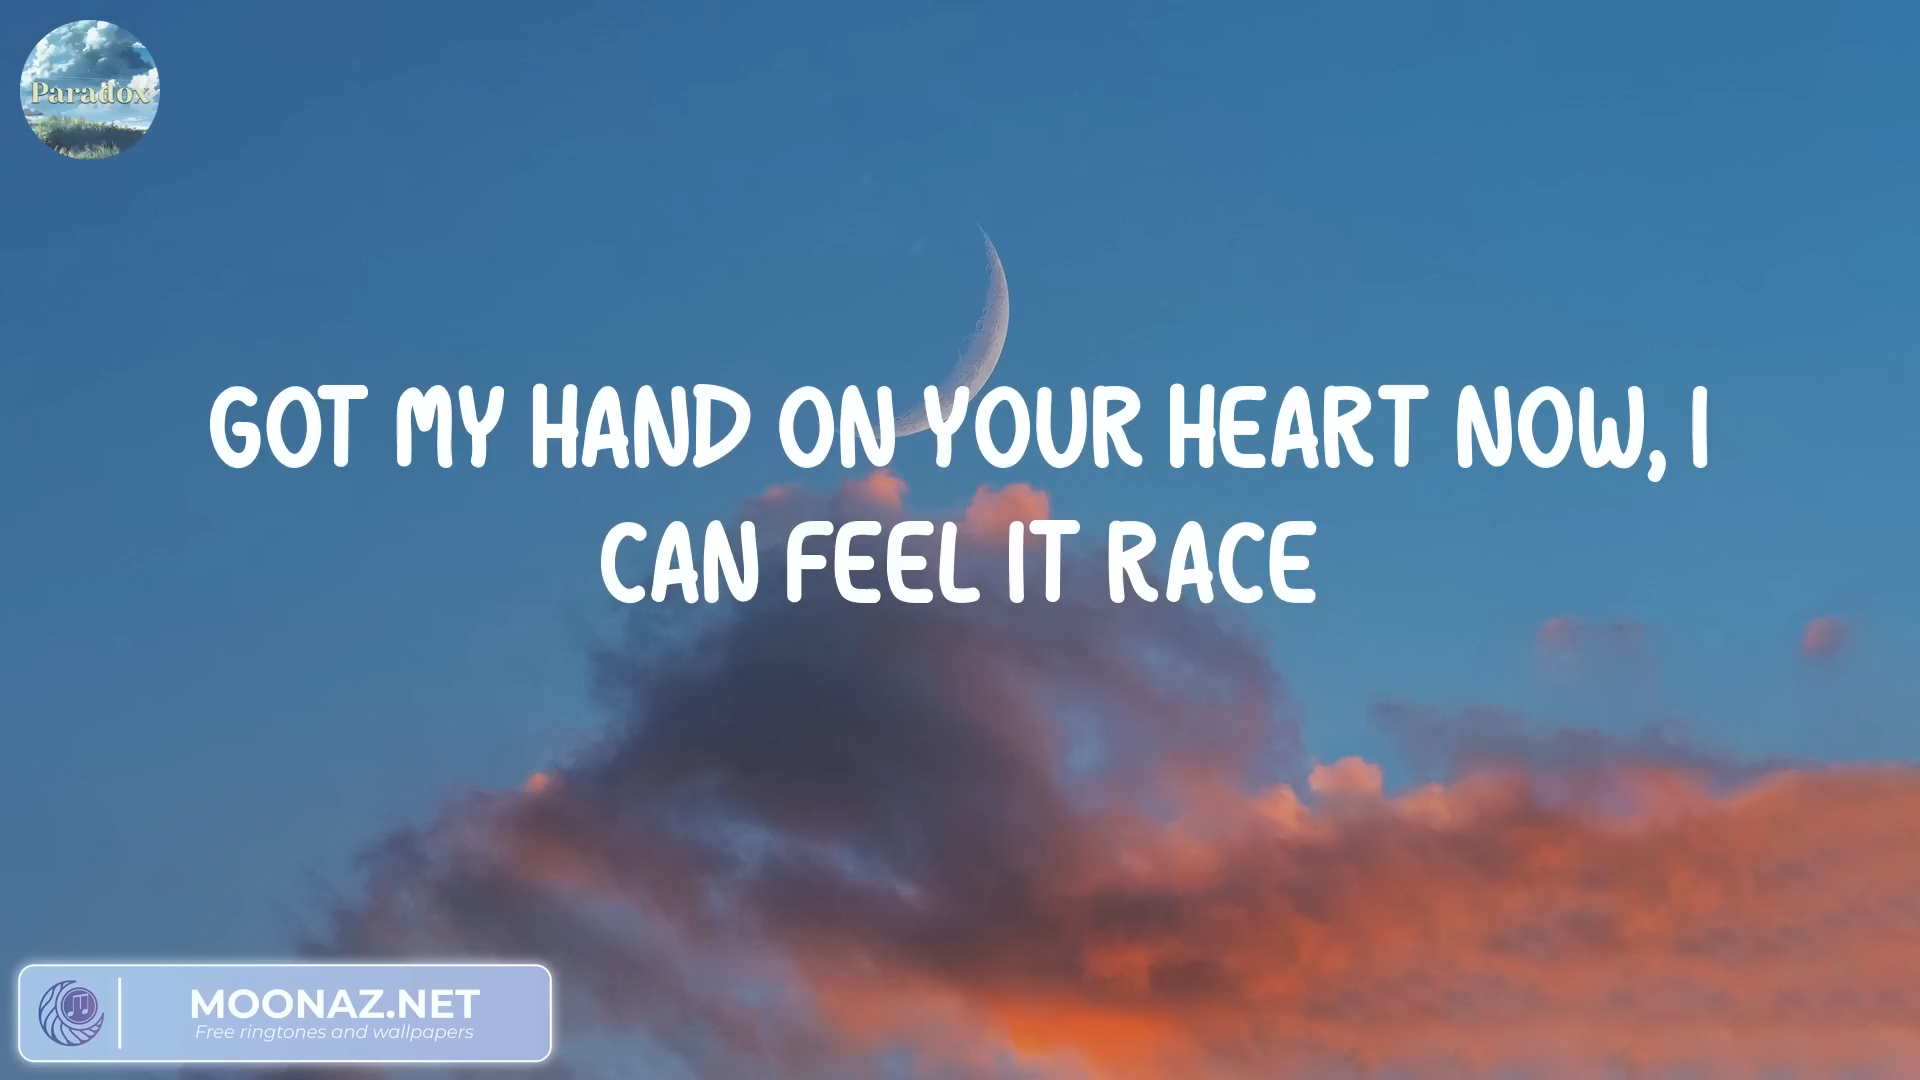 Paradox
GOT MY HAND ON YOUR HEART NOW, I
CAN FEEL IT RACE
MOONAZ.NET
Free ringtones and wallpapers